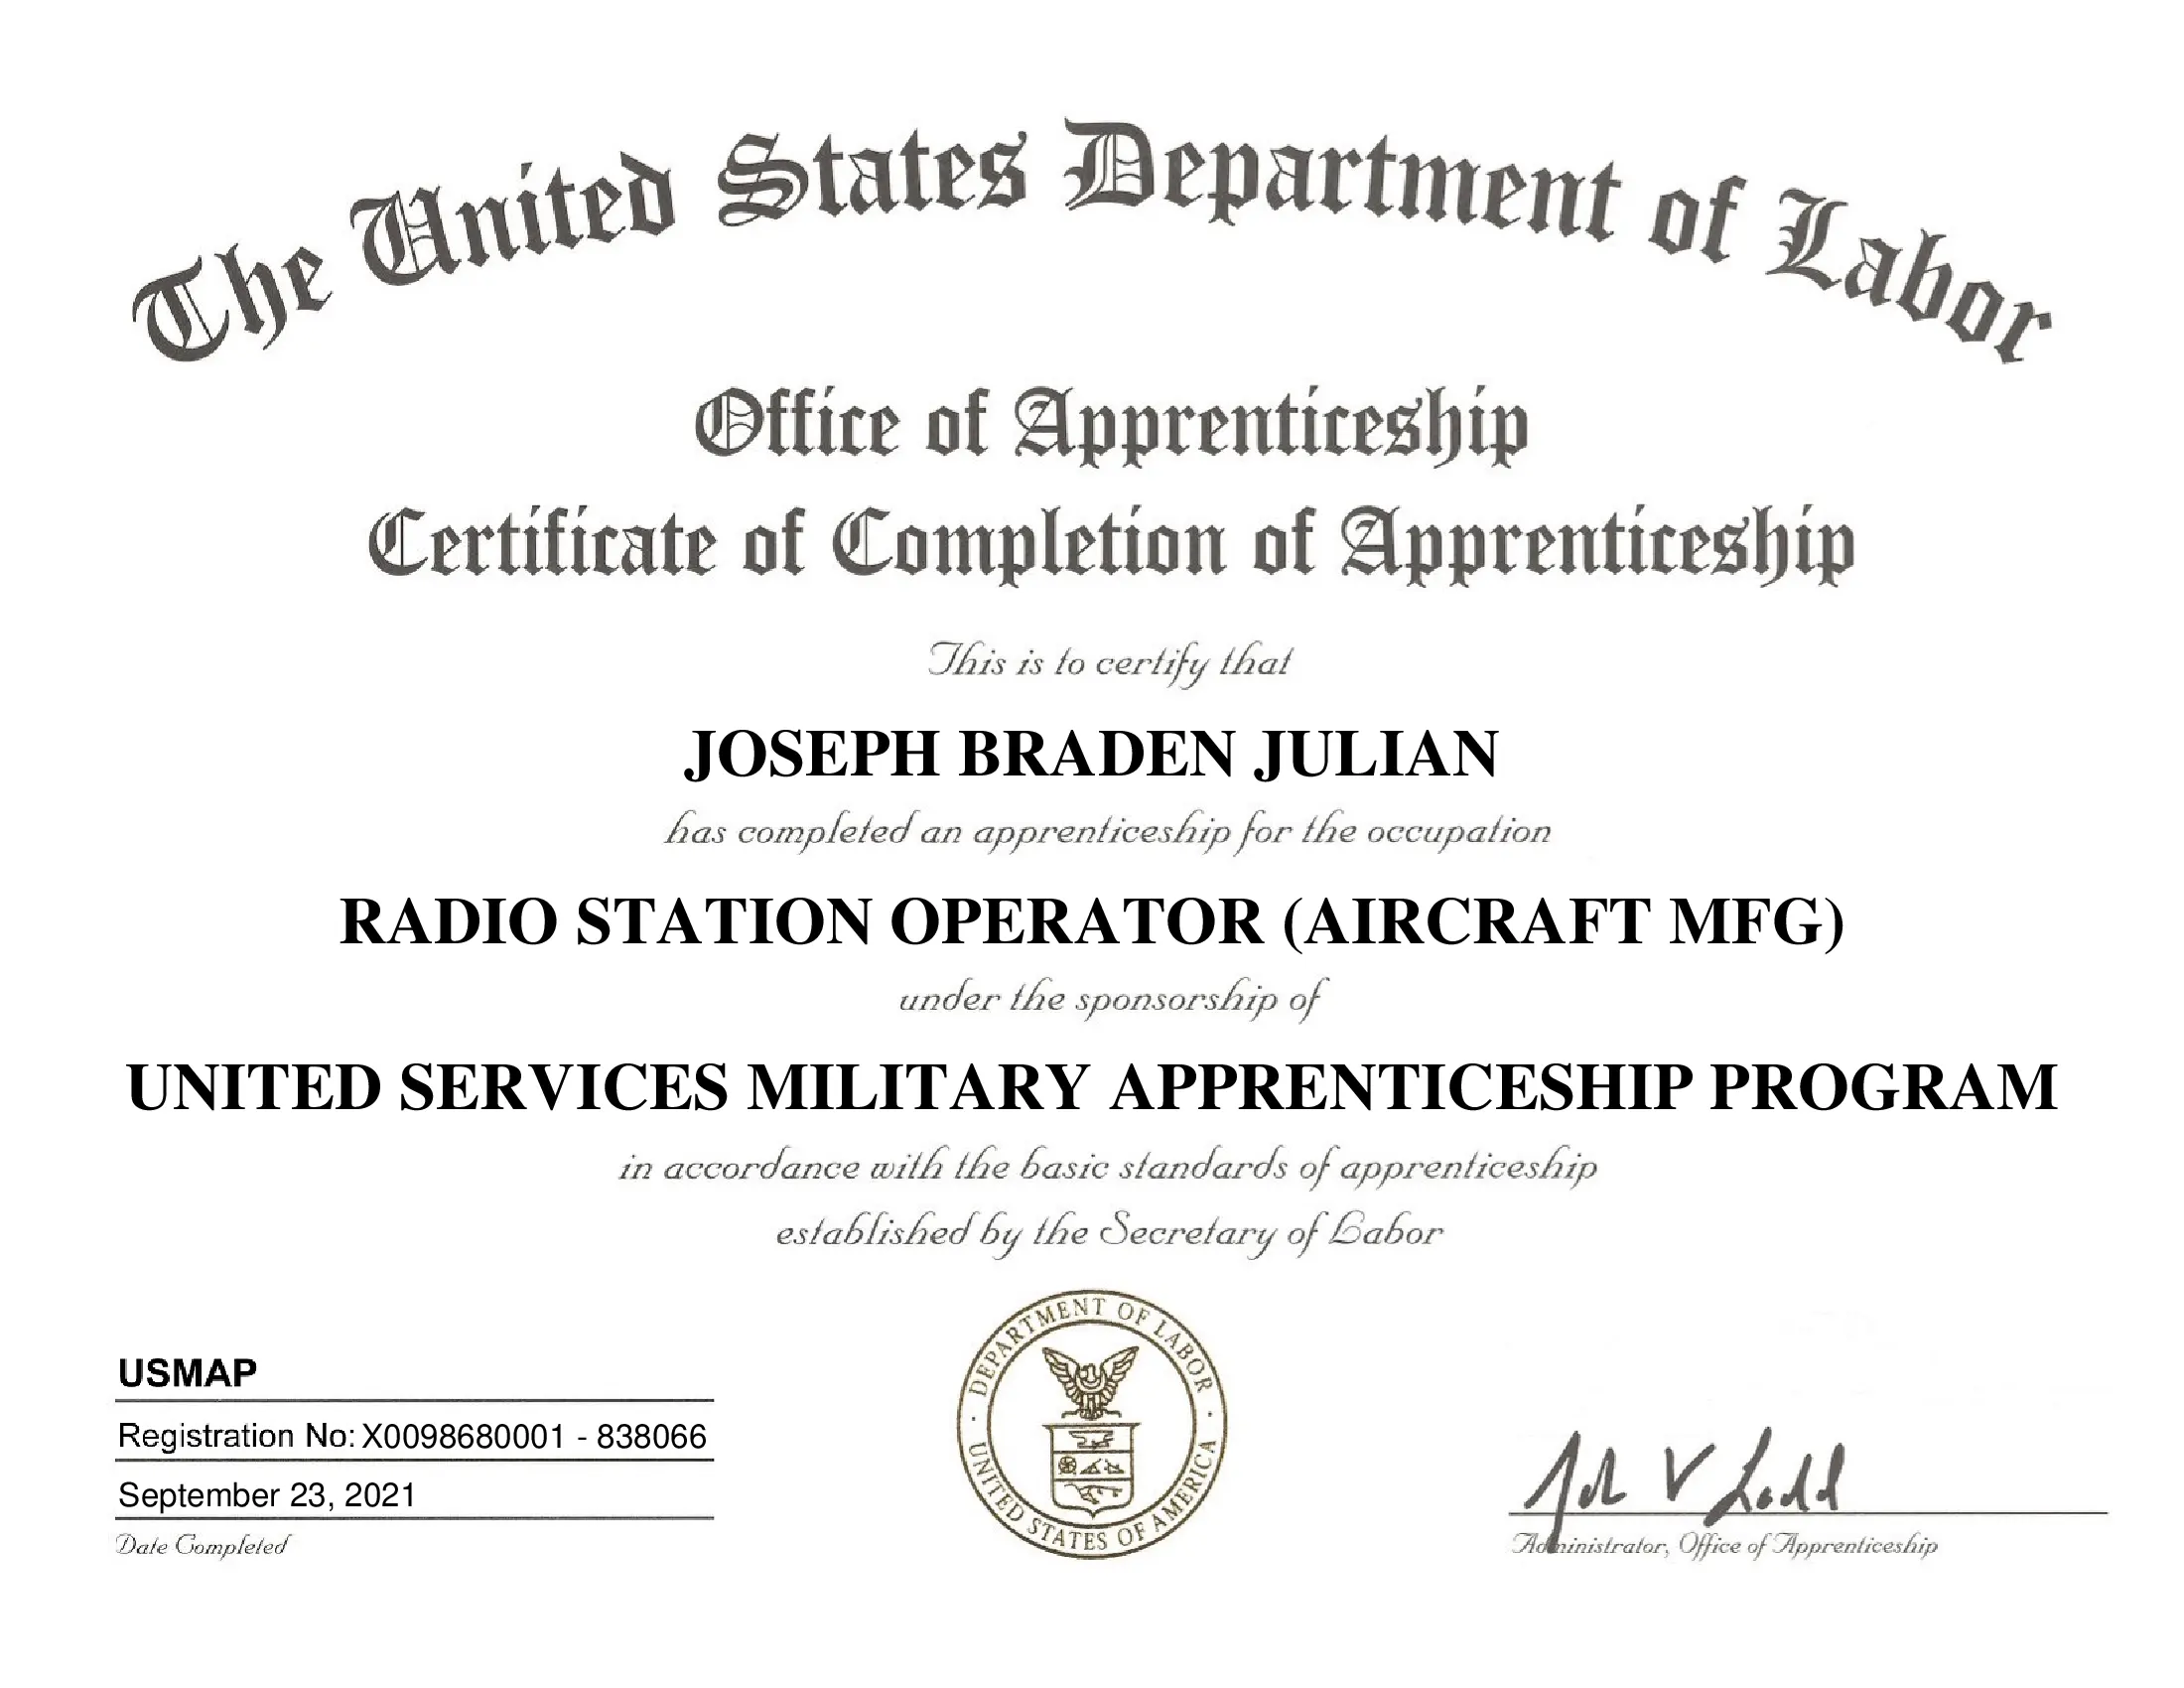 The United States Department of Labor
Office of Apprenticeship
Certificate of Completion of Apprenticeship
This is to certify that
JOSEPH BRADEN JULIAN
has completed an apprenticeship for the occupation
RADIO STATION OPERATOR (AIRCRAFT MFG)
under the sponsorship of
UNITED SERVICES MILITARY APPRENTICESHIP PROGRAM
in accordance with the basic standards of apprenticeship
established by the Secretary of Labor
USMAP
Registration No: X0098680001 - 838066
September 23, 2021
Date Completed
· DEPARTMENT OF LABOR ·
UNITED STATES OF AMERICA
John V Ladd
Administrator, Office of Apprenticeship